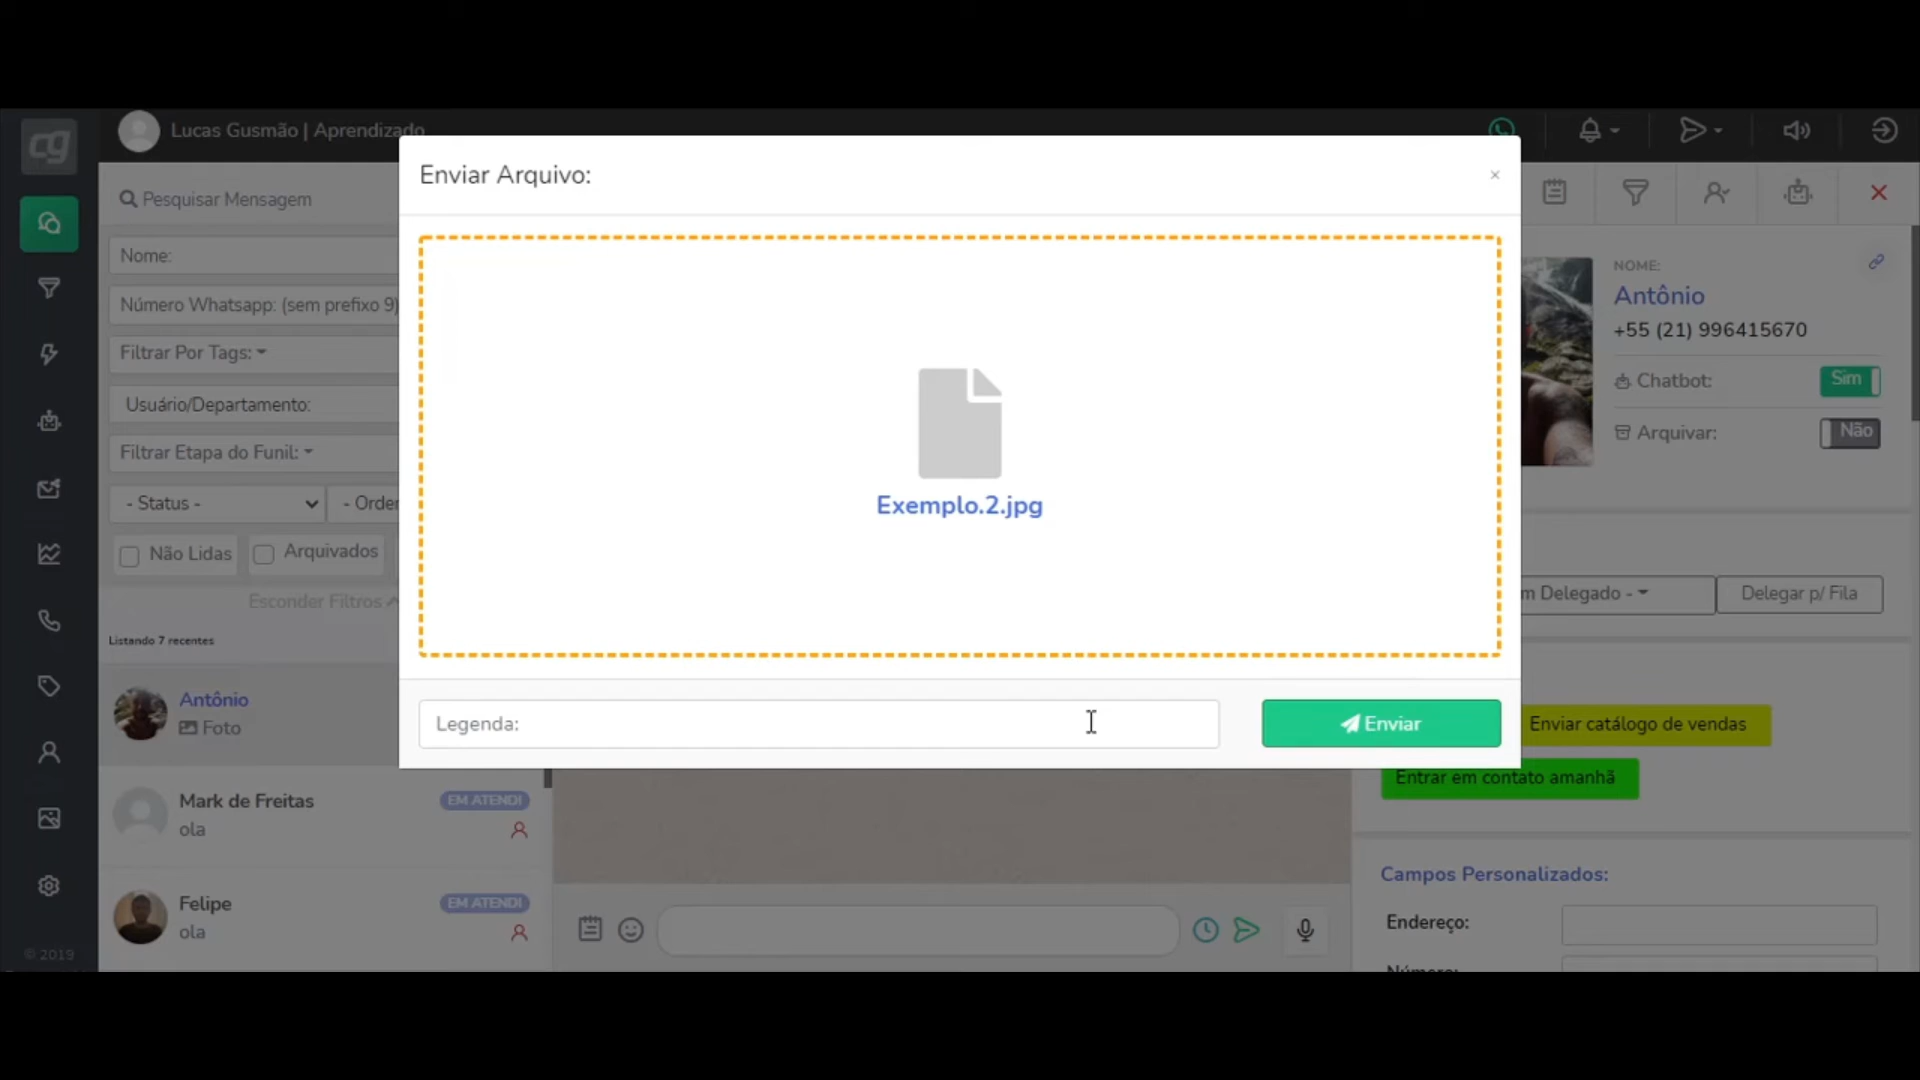 cg
Lucas Gusmão | Aprendizado
Enviar Arquivo:
×
Pesquisar Mensagem
Nome:
Número Whatsapp: (sem prefixo 9)
Filtrar Por Tags:
Usuário/Departamento:
Filtrar Etapa do Funil:
- Status -
- Orde
Não Lidas
Arquivados
Esconder Filtros
Listando 7 recentes
Antônio
Foto
Mark de Freitas
EM ATENDI
ola
Felipe
EM ATENDI
ola
© 2019
Exemplo.2.jpg
Legenda:
Enviar
NOME:
Antônio
+55 (21) 996415670
Chatbot:
Sim
Arquivar:
Não
m Delegado -
Delegar p/ Fila
Enviar catálogo de vendas
Entrar em contato amanhã
Campos Personalizados:
Endereço:
Número: